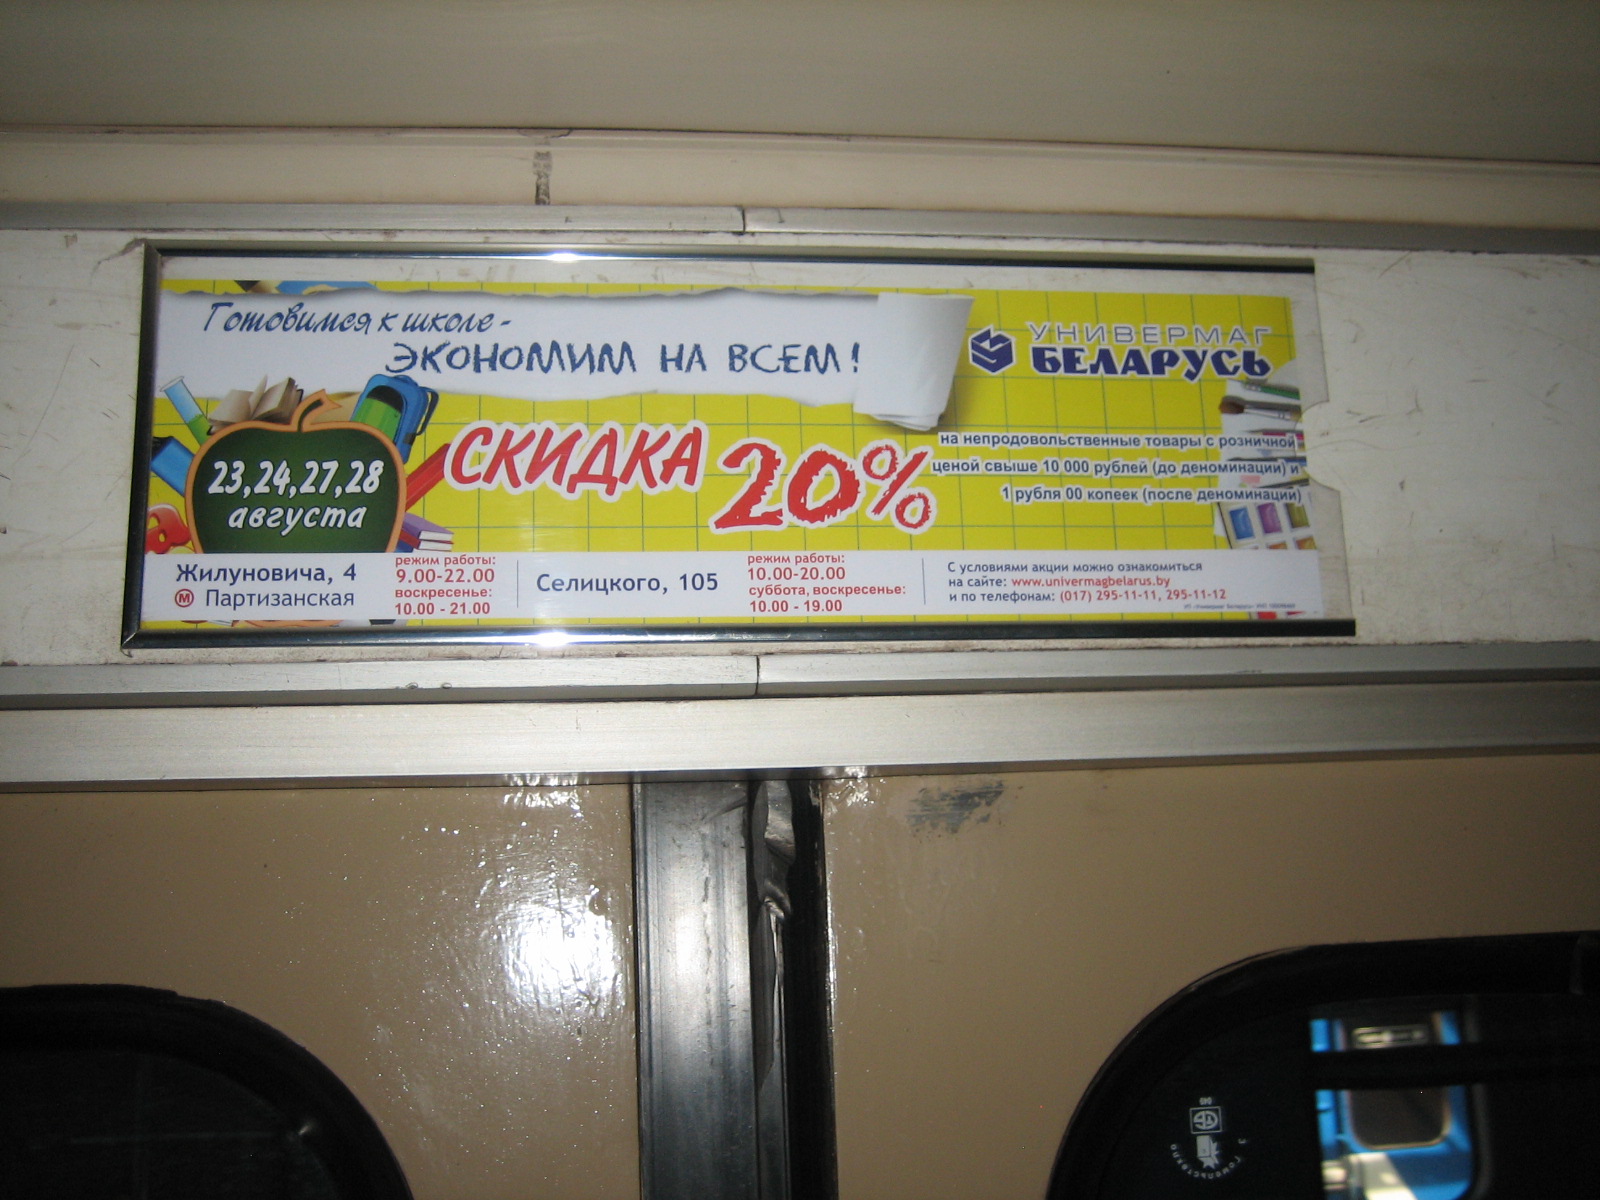 Готовимся к школе -
ЭКОНОМИМ НА ВСЕМ!
УНИВЕРМАГ
БЕЛАРУСЬ
23,24,27,28
августа
СКИДКА 20%
на непродовольственные товары с розничной
ценой свыше 10 000 рублей (до деноминации) и
1 рубля 00 копеек (после деноминации)
Жилуновича, 4
М Партизанская
режим работы:
9.00-22.00
воскресенье:
10.00 - 21.00
Селицкого, 105
режим работы:
10.00-20.00
суббота, воскресенье:
10.00 - 19.00
С условиями акции можно ознакомиться
на сайте: www.univermagbelarus.by
и по телефонам: (017) 295-11-11, 295-11-12